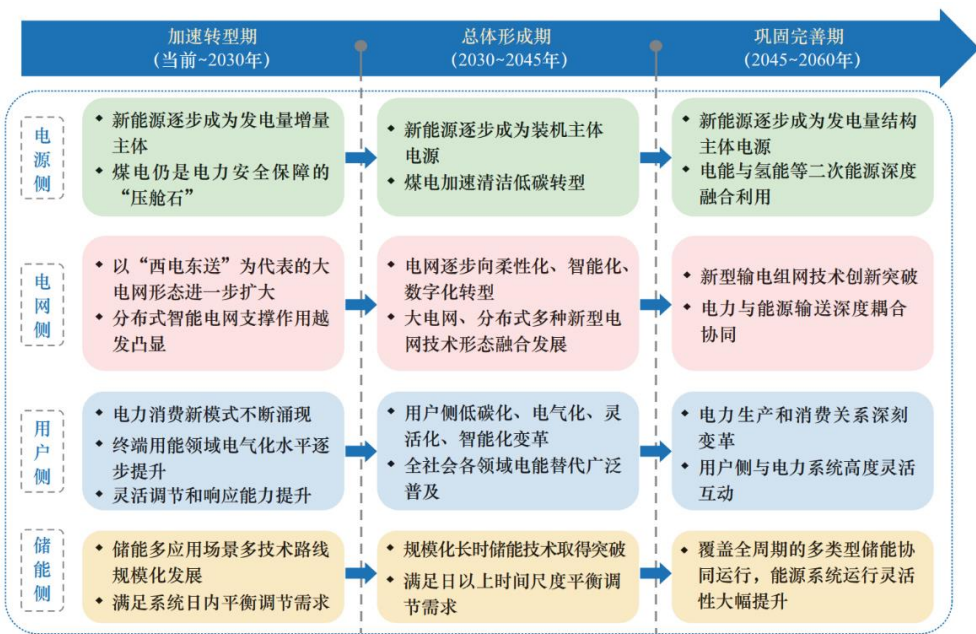 加速转型期
(当前~2030年)
总体形成期
(2030~2045年)
巩固完善期
(2045~2060年)
电源侧
◆ 新能源逐步成为发电量增量
主体
◆ 煤电仍是电力安全保障的
“压舱石”
◆ 新能源逐步成为装机主体
电源
◆ 煤电加速清洁低碳转型
◆ 新能源逐步成为发电量结构
主体电源
◆ 电能与氢能等二次能源深度
融合利用
电网侧
◆ 以“西电东送”为代表的大
电网形态进一步扩大
◆ 分布式智能电网支撑作用越
发凸显
◆ 电网逐步向柔性化、智能化、
数字化转型
◆ 大电网、分布式多种新型电
网技术形态融合发展
◆ 新型输电组网技术创新突破
◆ 电力与能源输送深度耦合
协同
用户侧
◆ 电力消费新模式不断涌现
◆ 终端用能领域电气化水平逐
步提升
◆ 灵活调节和响应能力提升
◆ 用户侧低碳化、电气化、灵
活化、智能化变革
◆ 全社会各领域电能替代广泛
普及
◆ 电力生产和消费关系深刻
变革
◆ 用户侧与电力系统高度灵活
互动
储能侧
◆ 储能多应用场景多技术路线
规模化发展
◆ 满足系统日内平衡调节需求
◆ 规模化长时储能技术取得突破
◆ 满足日以上时间尺度平衡调
节需求
◆ 覆盖全周期的多类型储能协
同运行，能源系统运行灵活
性大幅提升